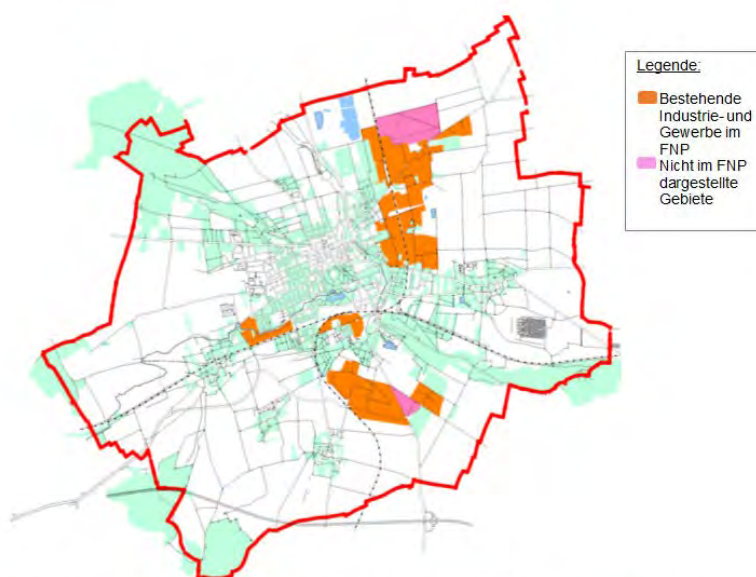 Legende:
Bestehende
Industrie- und
Gewerbe im
FNP
Nicht im FNP
dargestellte
Gebiete